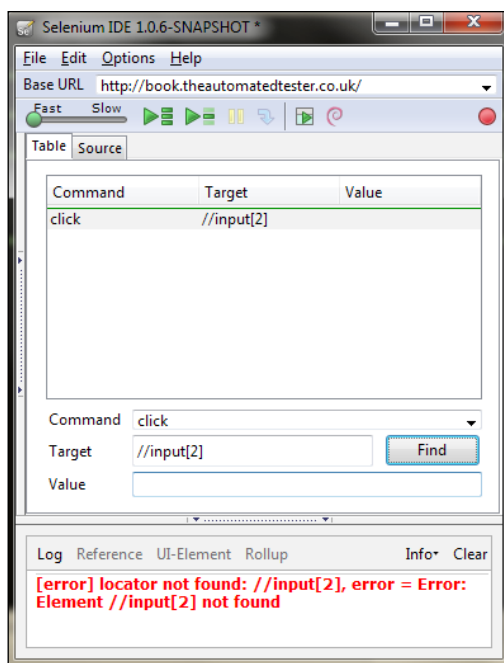 Selenium IDE 1.0.6-SNAPSHOT *
File Edit Options Help
Base URL http://book.theautomatedtester.co.uk/
Fast Slow
Table Source
Command Target Value
click //input[2]
Command click
Target //input[2] Find
Value
Log Reference UI-Element Rollup Info Clear
[error] locator not found: //input[2], error = Error:
Element //input[2] not found